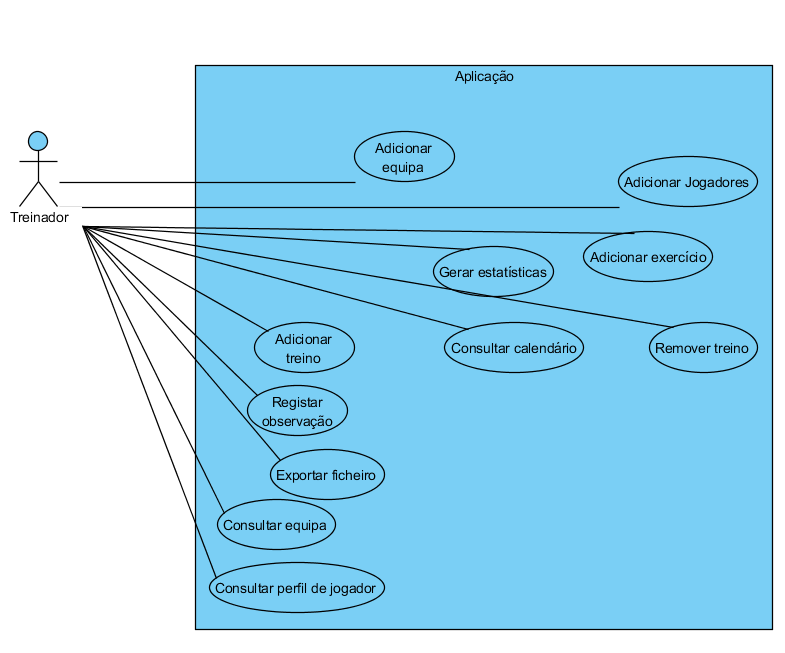 Aplicação
Adicionar
equipa
Adicionar Jogadores
Treinador
Adicionar exercício
Gerar estatísticas
Adicionar
treino
Consultar calendário
Remover treino
Registar
observação
Exportar ficheiro
Consultar equipa
Consultar perfil de jogador